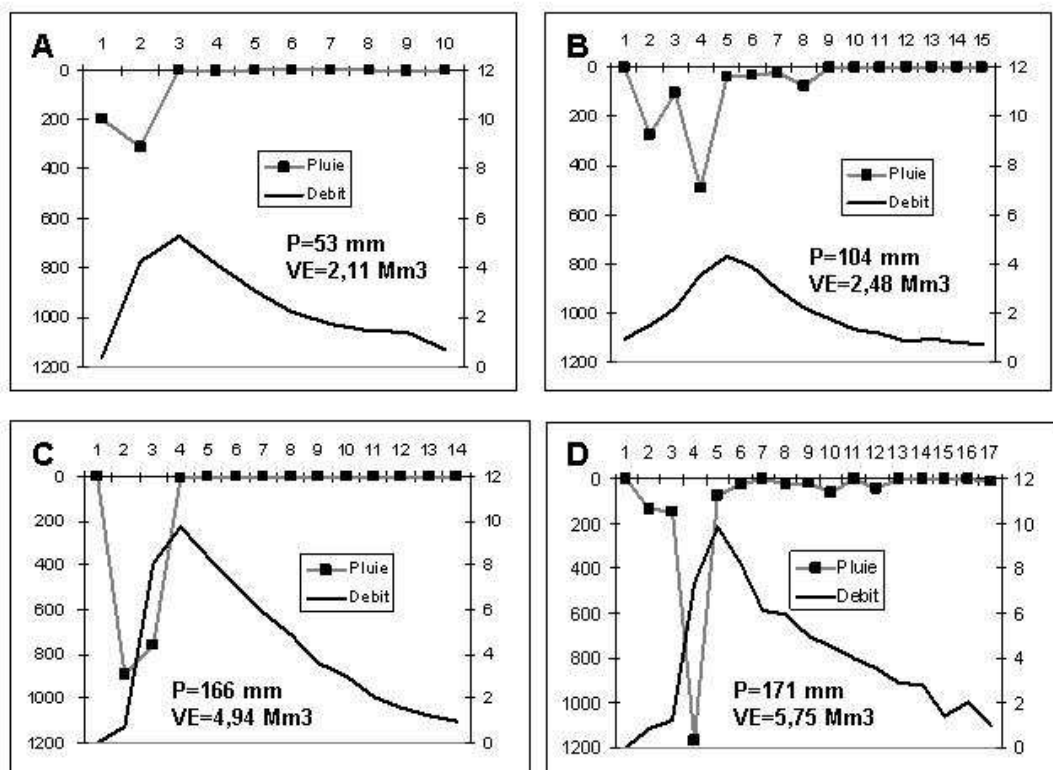 A
1 2 3 4 5 6 7 8 9 10
0 12
200 10
400 8
Pluie
Debit
600 6
P=53 mm
VE=2,11 Mm3
800 4
1000 2
1200 0
B
1 2 3 4 5 6 7 8 9 10 11 12 13 14 15
0 12
200 10
400 8
Pluie
Debit
600 6
P=104 mm
VE=2,48 Mm3
800 4
1000 2
1200 0
C
1 2 3 4 5 6 7 8 9 10 11 12 13 14
0 12
200 10
400 8
Pluie
Debit
600 6
800 4
P=166 mm
VE=4,94 Mm3
1000 2
1200 0
D
1 2 3 4 5 6 7 8 9 10 11 12 13 14 15 16 17
0 12
200 10
400 8
Pluie
Debit
600 6
800 4
P=171 mm
VE=5,75 Mm3
1000 2
1200 0